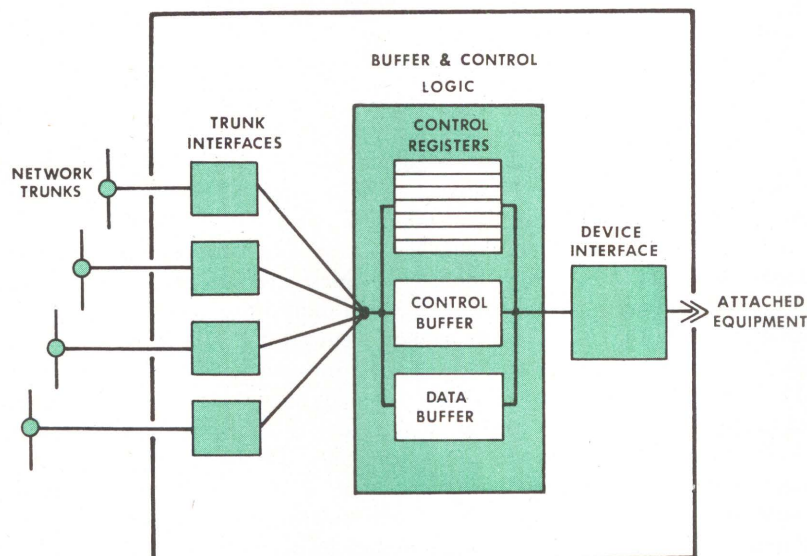 BUFFER & CONTROL
LOGIC
TRUNK
INTERFACES
CONTROL
REGISTERS
NETWORK
TRUNKS
DEVICE
INTERFACE
CONTROL
BUFFER
ATTACHED
EQUIPMENT
DATA
BUFFER